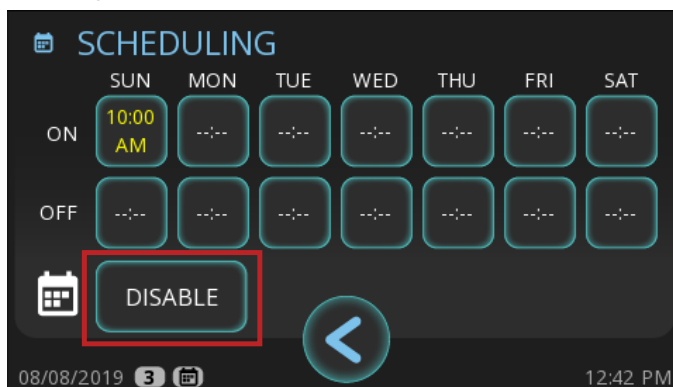 SCHEDULING
SUN MON TUE WED THU FRI SAT
ON 10:00 AM --:-- --:-- --:-- --:-- --:-- --:--
OFF --:-- --:-- --:-- --:-- --:-- --:-- --:--
DISABLE
08/08/2019 3 12:42 PM